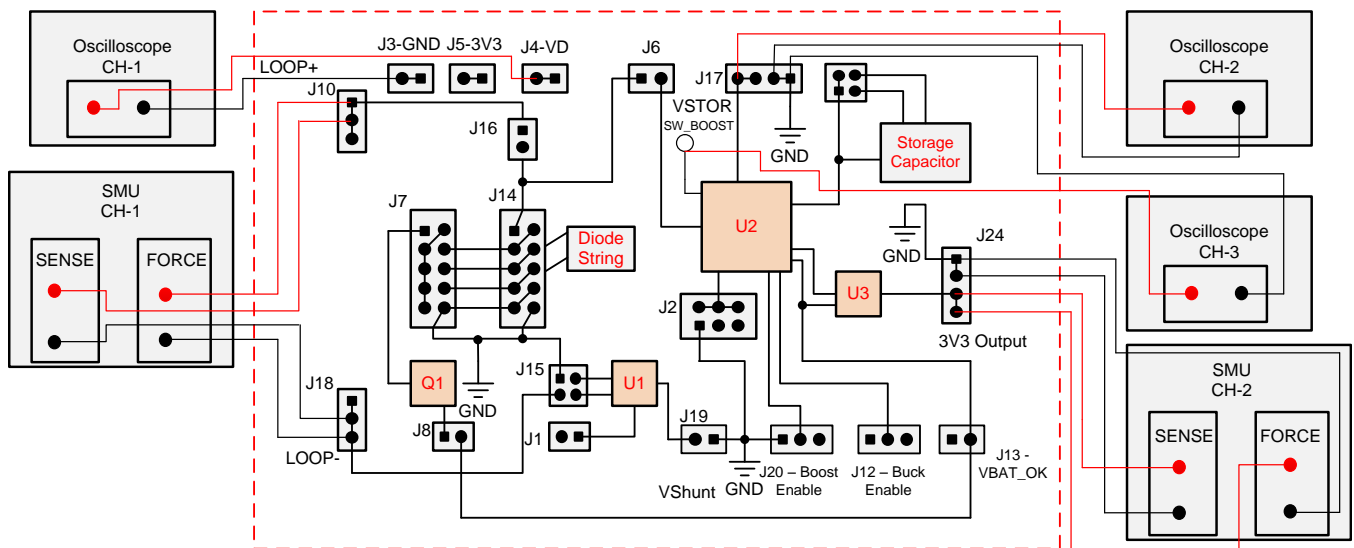 Oscilloscope
CH-1
LOOP+
J3-GND
J5-3V3
J4-VD
J10
J16
J6
J17
VSTOR
SW_BOOST
GND
Storage
Capacitor
Oscilloscope
CH-2
SMU
CH-1
SENSE
FORCE
J7
J14
Diode
String
U2
GND
J24
Oscilloscope
CH-3
U3
J2
3V3 Output
Q1
GND
J15
U1
J18
J8
J1
J19
LOOP-
VShunt
GND
J20 – Boost
Enable
J12 – Buck
Enable
J13 -
VBAT_OK
SMU
CH-2
SENSE
FORCE